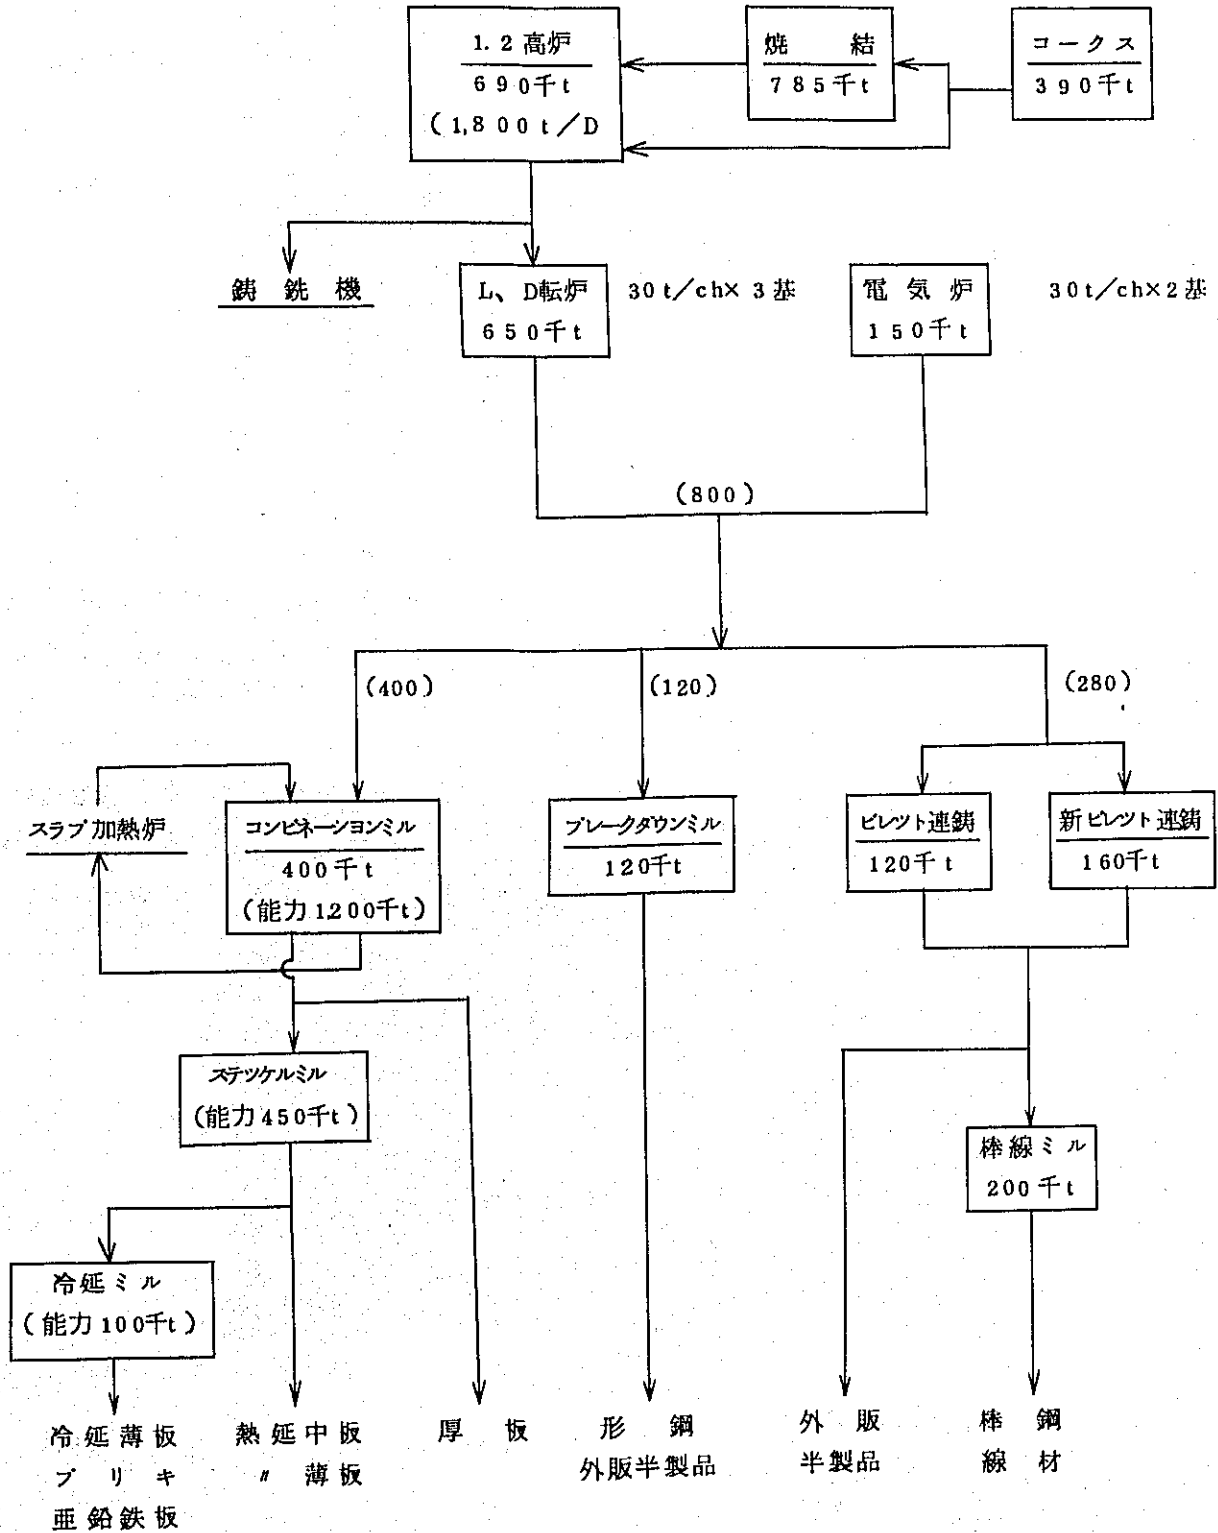 1.2高炉
690千t
(1,800t/D
焼結
785千t
コークス
390千t
鋳銑機
L、D転炉
650千t
30t/ch×3基
電気炉
150千t
30t/ch×2基
(800)
(400)
(120)
(280)
スラブ加熱炉
コンビネーションミル
400千t
(能力1,200千t)
ブレークダウンミル
120千t
ビレツト連鋳
120千t
新ビレツト連鋳
160千t
ステツケルミル
(能力450千t)
棒線ミル
200千t
冷延ミル
(能力100千t)
冷延薄板
ブリキ
亜鉛鉄板
熱延中板
〃薄板
厚板
形鋼
外販半製品
外販
半製品
棒鋼
線材